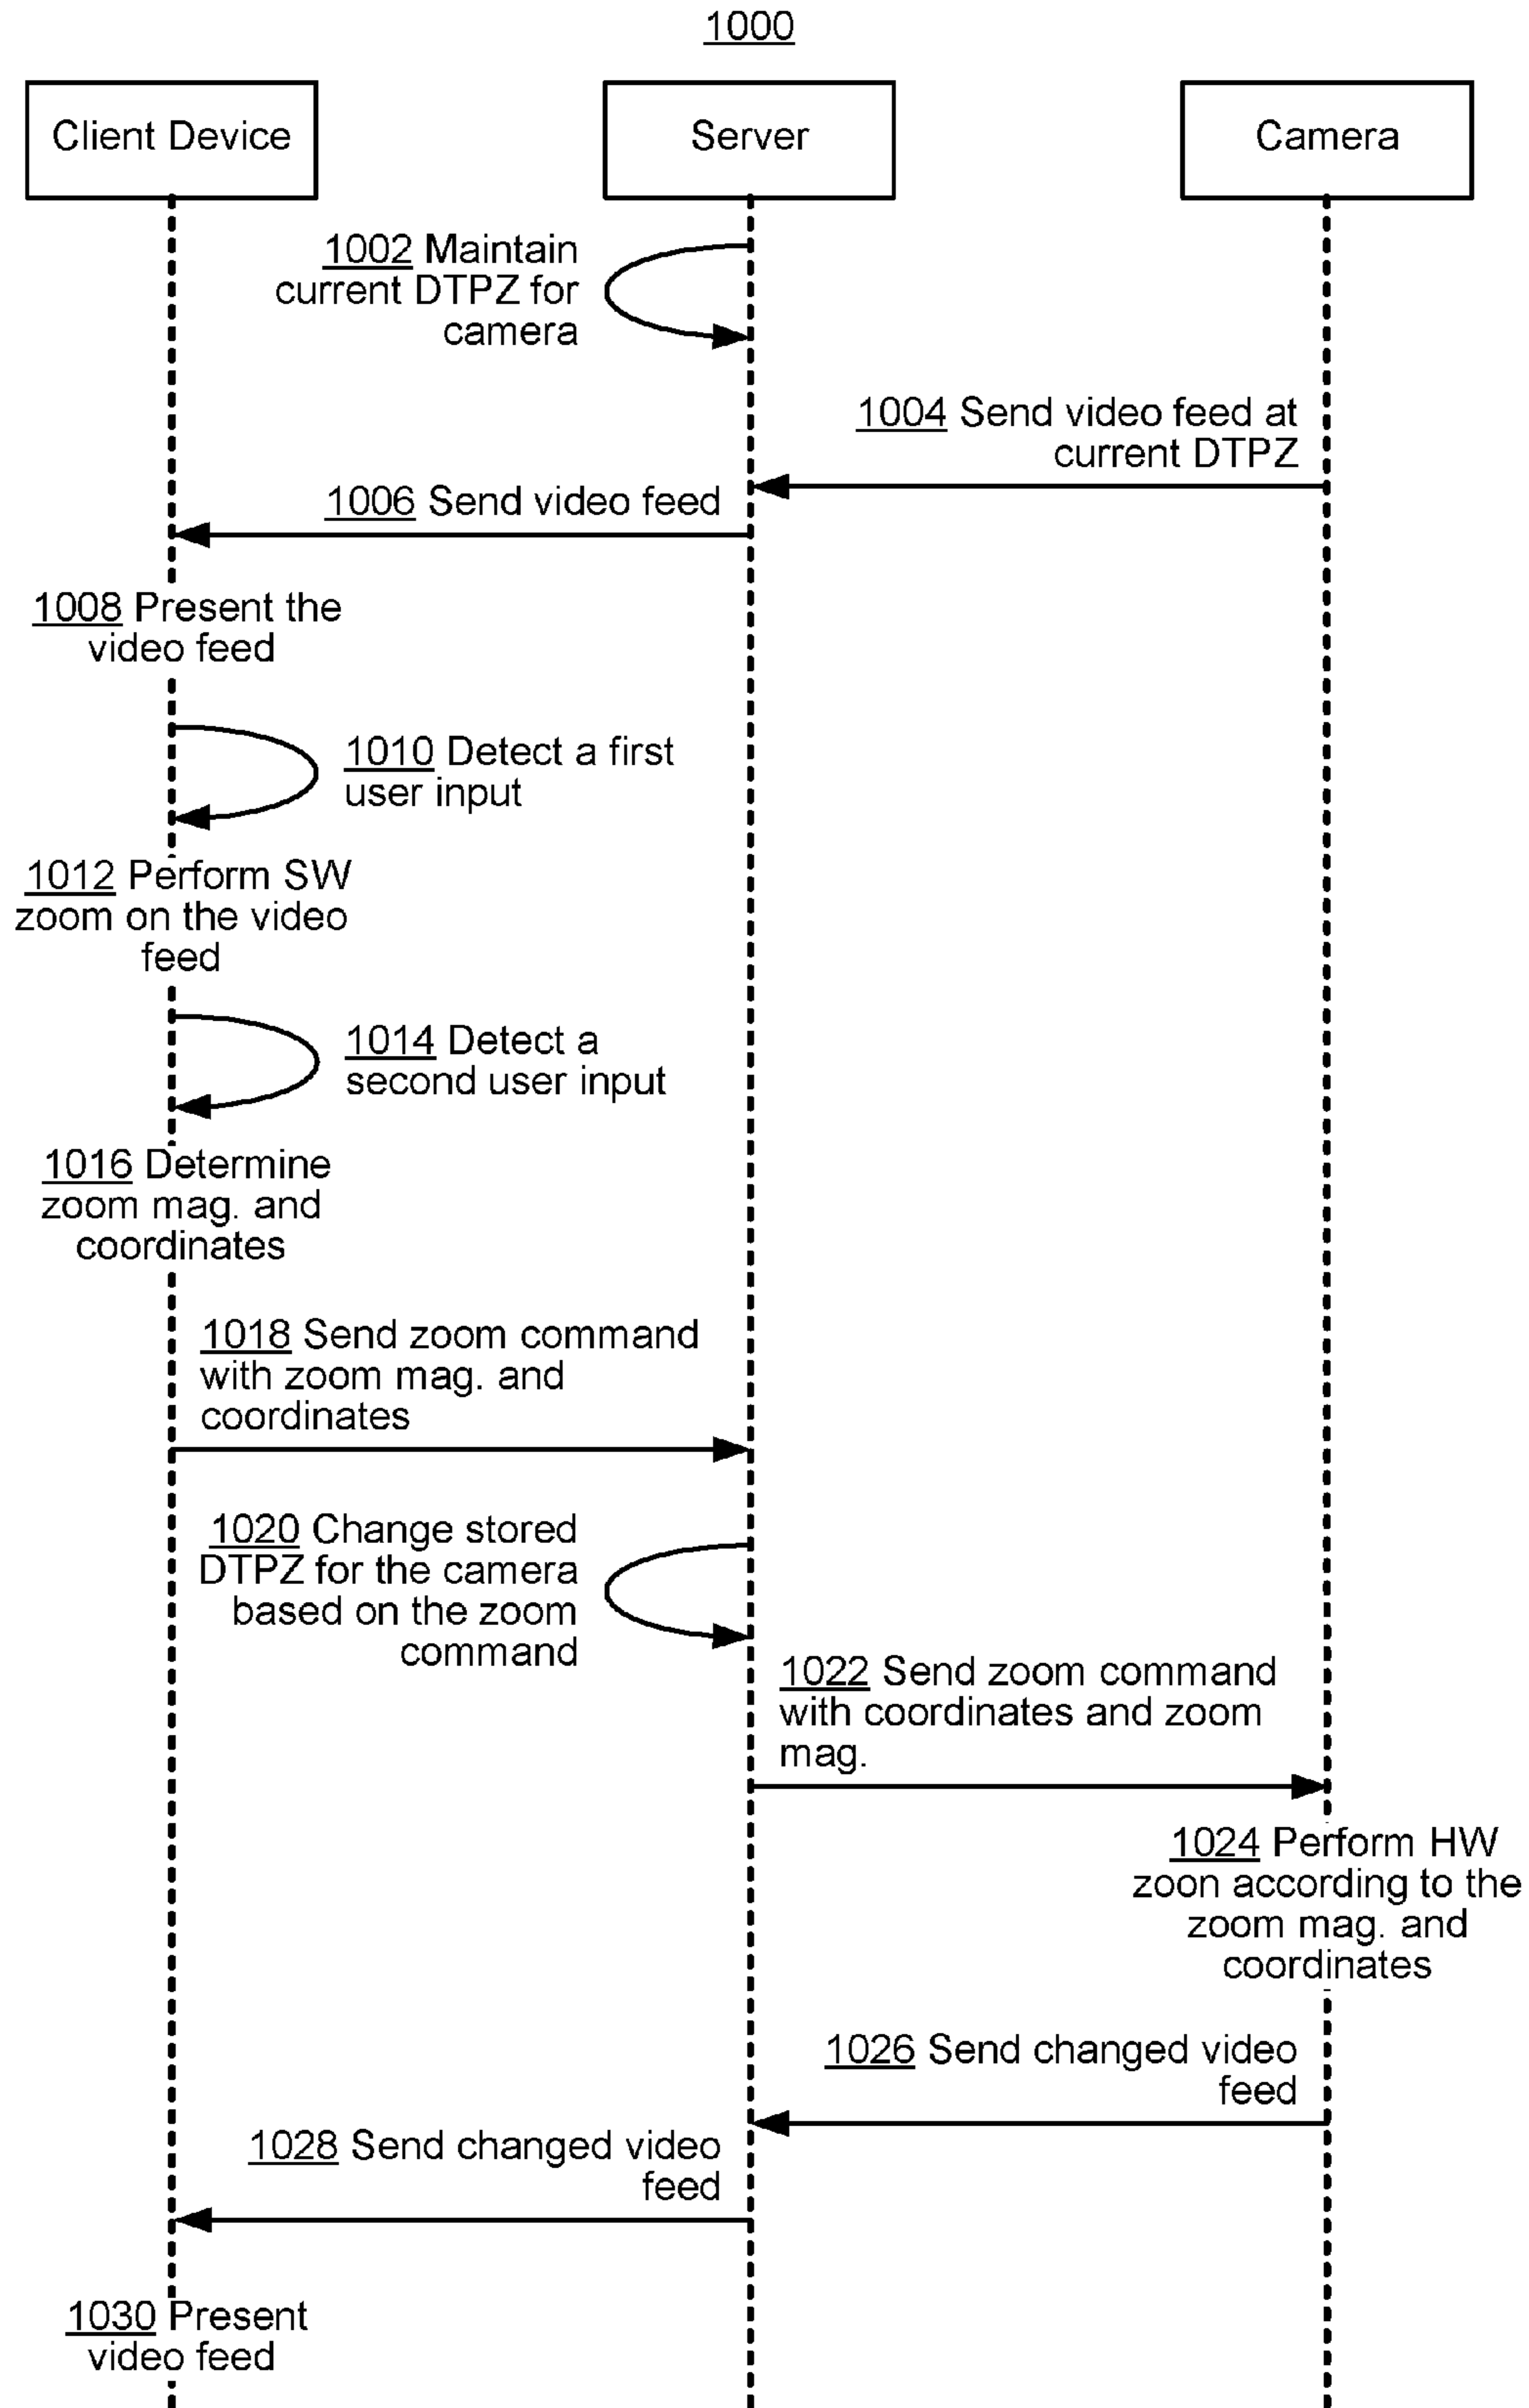 1000
Client Device
Server
Camera
1002 Maintain
current DTPZ for
camera
1004 Send video feed at
current DTPZ
1006 Send video feed
1008 Present the
video feed
1010 Detect a first
user input
1012 Perform SW
zoom on the video
feed
1014 Detect a
second user input
1016 Determine
zoom mag. and
coordinates
1018 Send zoom command
with zoom mag. and
coordinates
1020 Change stored
DTPZ for the camera
based on the zoom
command
1022 Send zoom command
with coordinates and zoom
mag.
1024 Perform HW
zoon according to the
zoom mag. and
coordinates
1026 Send changed video
feed
1028 Send changed video
feed
1030 Present
video feed